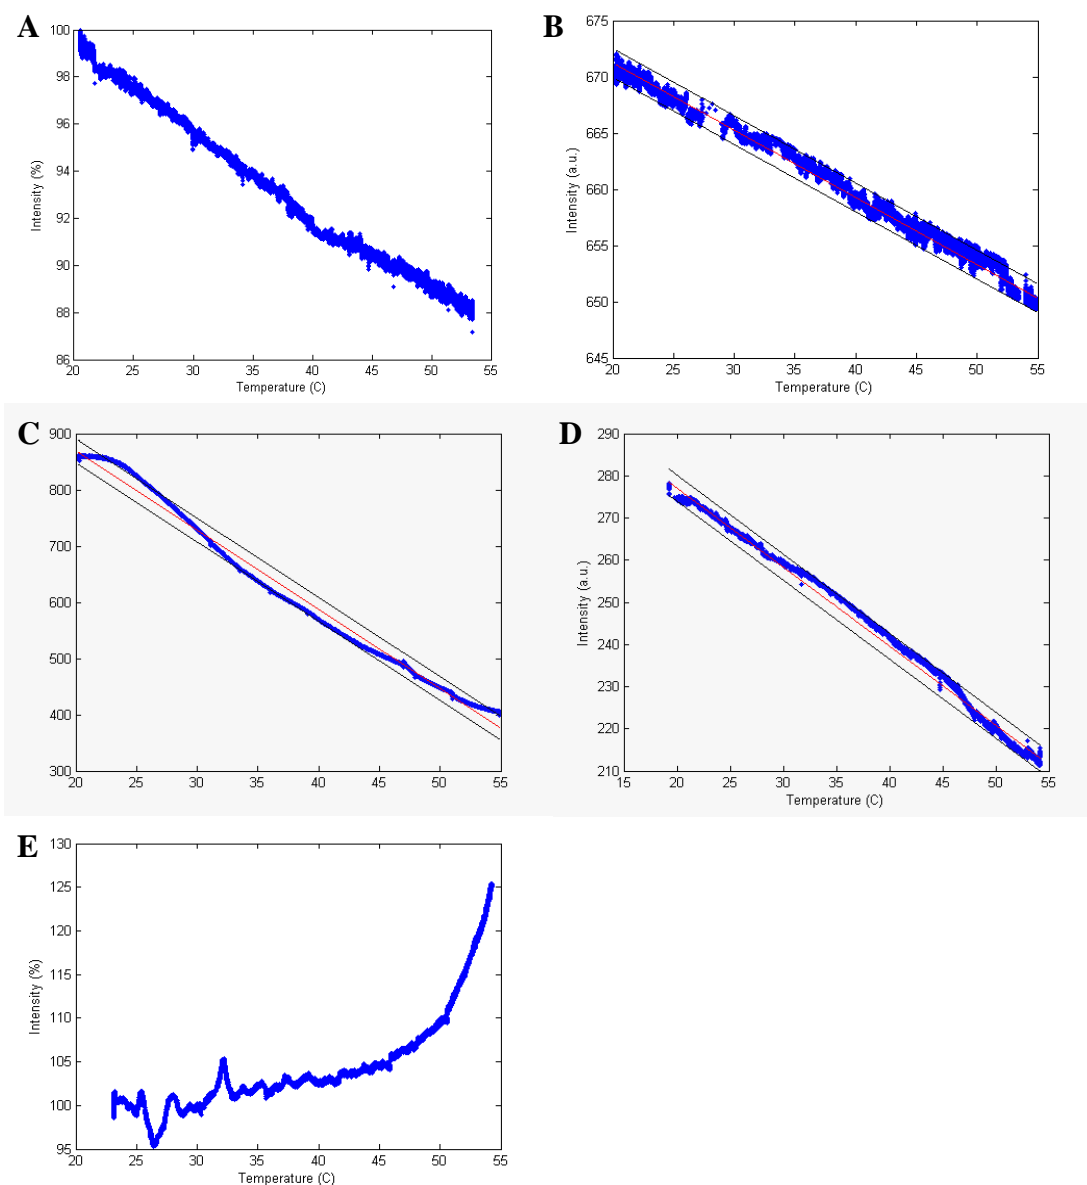 A
100
98
96
94
92
90
88
86
Intensity (%)
20 25 30 35 40 45 50 55
Temperature (C)
B
675
670
665
660
655
650
645
Intensity (a.u.)
20 25 30 35 40 45 50 55
Temperature (C)
C
900
800
700
600
500
400
300
20 25 30 35 40 45 50 55
D
290
280
270
260
250
240
230
220
210
Intensity (a.u.)
15 20 25 30 35 40 45 50 55
Temperature (C)
E
130
125
120
115
110
105
100
95
Intensity (%)
20 25 30 35 40 45 50 55
Temperature (C)